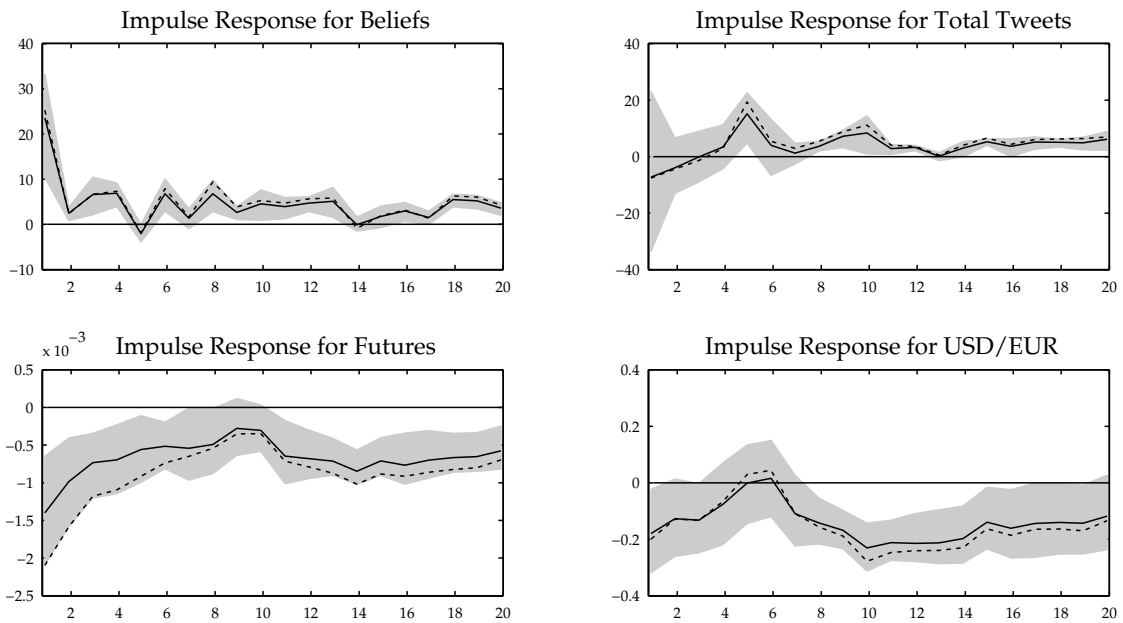 Impulse Response for Beliefs
40
30
20
10
0
−10
2 4 6 8 10 12 14 16 18 20
Impulse Response for Total Tweets
40
20
0
−20
−40
2 4 6 8 10 12 14 16 18 20
x 10−3
Impulse Response for Futures
0.5
0
−0.5
−1
−1.5
−2
−2.5
2 4 6 8 10 12 14 16 18 20
Impulse Response for USD/EUR
0.4
0.2
0
−0.2
−0.4
2 4 6 8 10 12 14 16 18 20